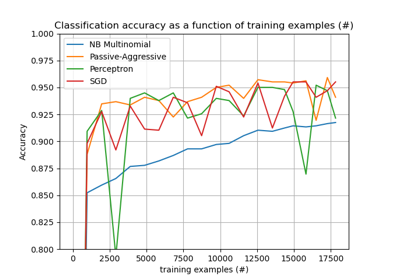 Classification accuracy as a function of training examples (#)
1.000
0.975
0.950
0.925
0.900
0.875
0.850
0.825
0.800
Accuracy
NB Multinomial
Passive-Aggressive
Perceptron
SGD
0 2500 5000 7500 10000 12500 15000 17500
training examples (#)